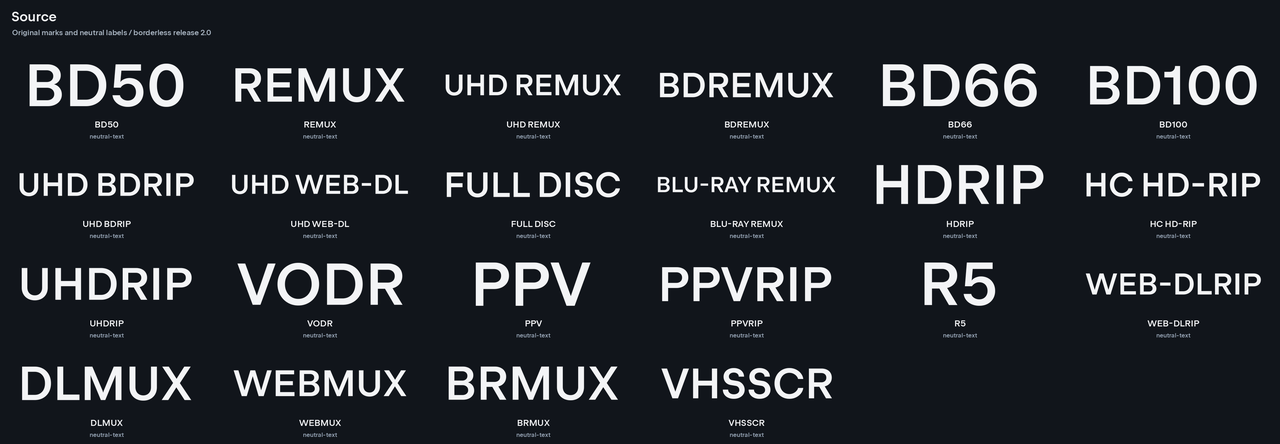 Source
Original marks and neutral labels / borderless release 2.0
BD50 REMUX UHD REMUX BDREMUX BD66 BD100
BD50 REMUX UHD REMUX BDREMUX BD66 BD100
neutral-text neutral-text neutral-text neutral-text neutral-text neutral-text
UHD BDRIP UHD WEB-DL FULL DISC BLU-RAY REMUX HDRIP HC HD-RIP
UHD BDRIP UHD WEB-DL FULL DISC BLU-RAY REMUX HDRIP HC HD-RIP
neutral-text neutral-text neutral-text neutral-text neutral-text neutral-text
UHDRIP VODR PPV PPVRIP R5 WEB-DLRIP
UHDRIP VODR PPV PPVRIP R5 WEB-DLRIP
neutral-text neutral-text neutral-text neutral-text neutral-text neutral-text
DLMUX WEBMUX BRMUX VHSSCR
DLMUX WEBMUX BRMUX VHSSCR
neutral-text neutral-text neutral-text neutral-text